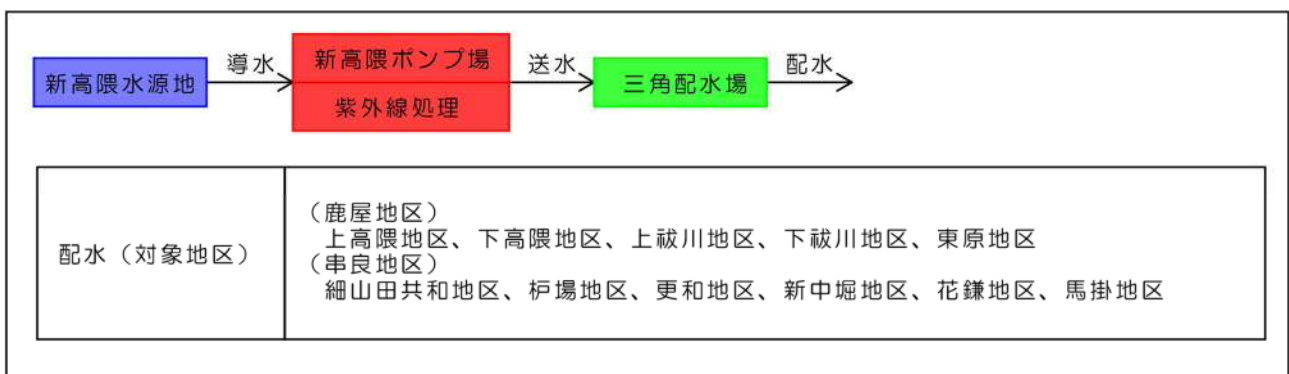 新高隈水源地
導水
新高隈ポンプ場
紫外線処理
送水
三角配水場
配水
配水（対象地区）
（鹿屋地区）
上高隈地区、下高隈地区、上祓川地区、下祓川地区、東原地区
（串良地区）
細山田共和地区、枦場地区、更和地区、新中堀地区、花鎌地区、馬掛地区